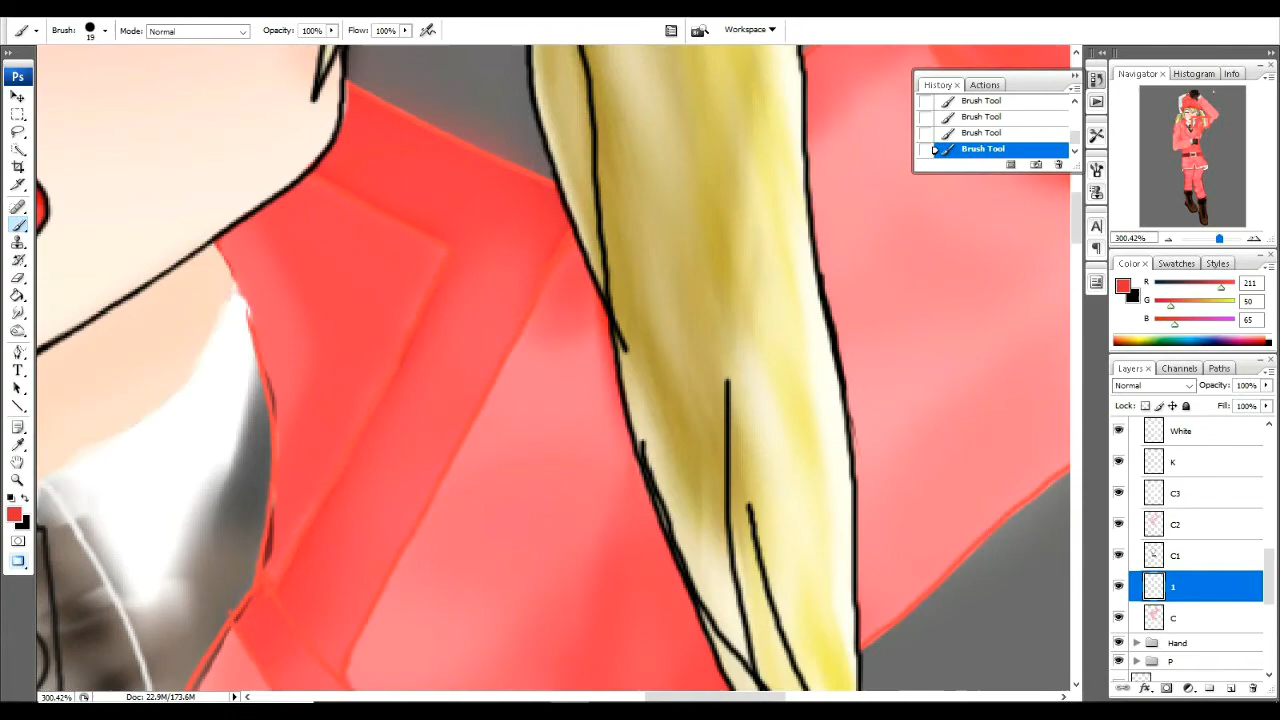 Brush: 19 Mode: Normal Opacity: 100% Flow: 100% Workspace
Ps
History Actions
Brush Tool
Brush Tool
Brush Tool
Brush Tool
Navigator Histogram Info
300.42%
Color Swatches Styles
R 211
G 50
B 65
Layers Channels Paths
Normal Opacity: 100%
Lock: Fill: 100%
White
K
C3
C2
C1
1
C
Hand
P
300.42% Doc: 22.9M/173.6M